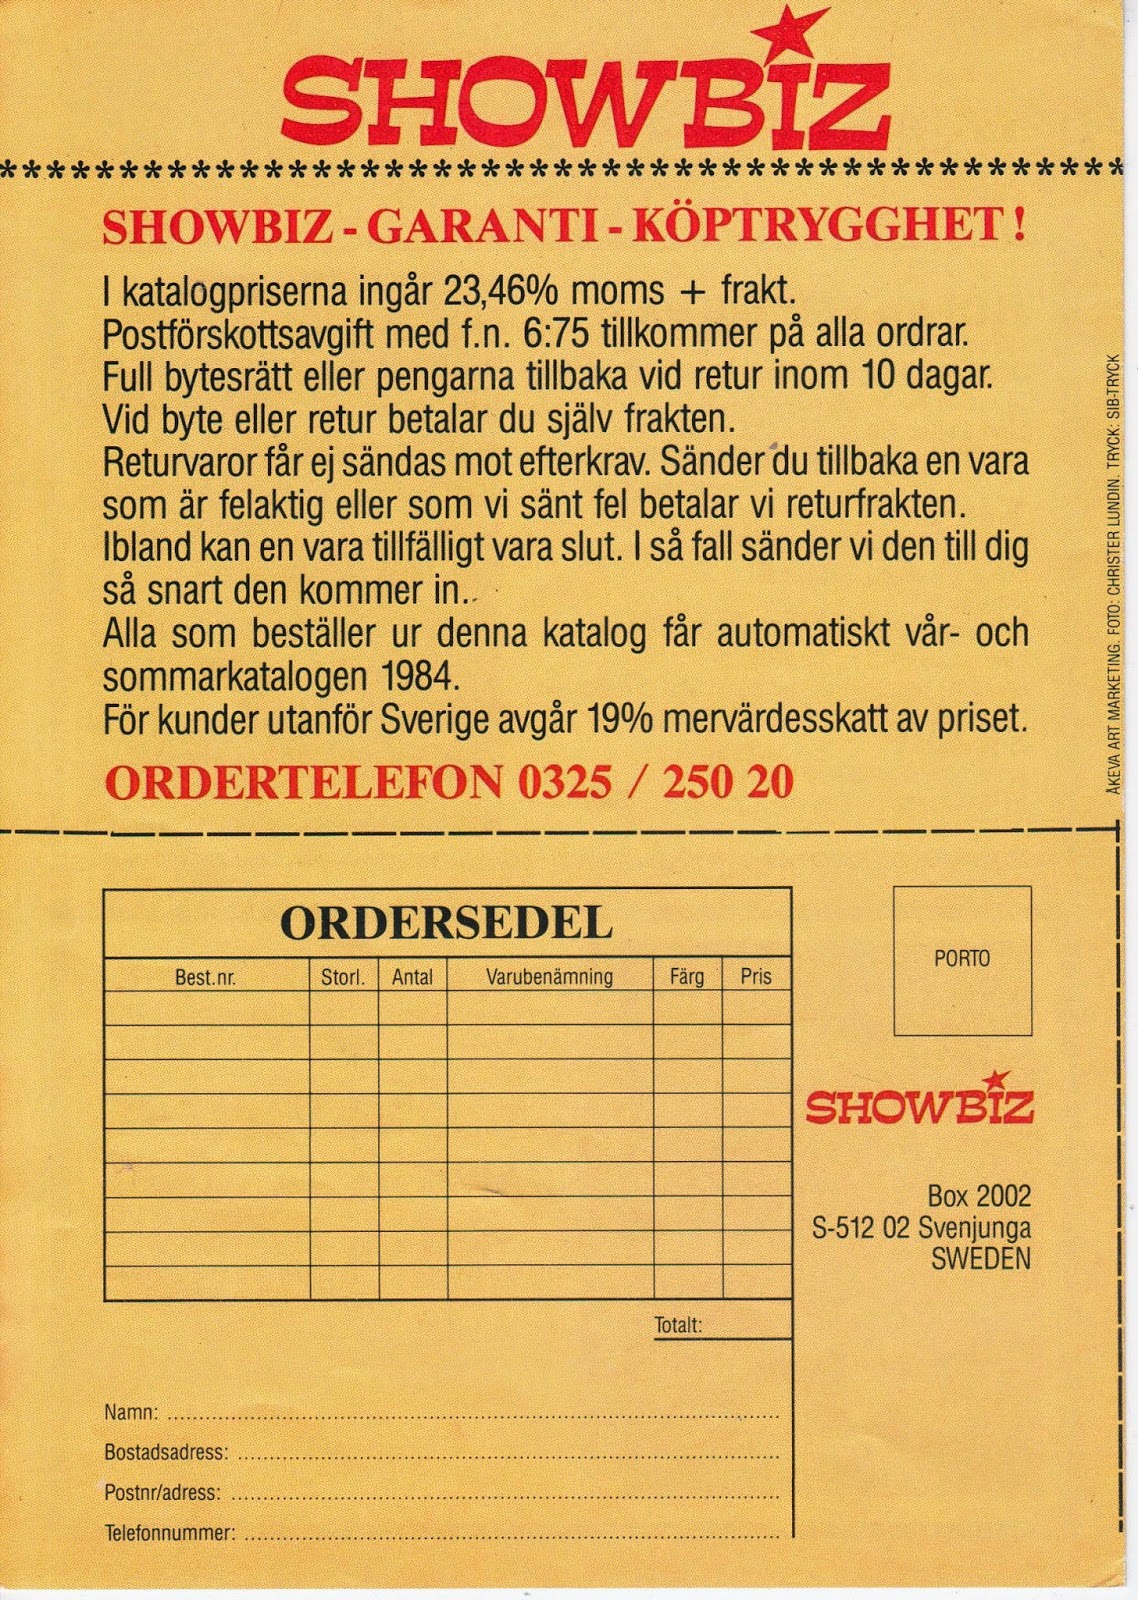 SHOWBIZ
*******************************************
SHOWBIZ - GARANTI - KÖPTRYGGHET!
I katalogpriserna ingår 23,46% moms + frakt.
Postförskottsavgift med f.n. 6:75 tillkommer på alla ordrar.
Full bytesrätt eller pengarna tillbaka vid retur inom 10 dagar.
Vid byte eller retur betalar du själv frakten.
Returvaror får ej sändas mot efterkrav. Sänder du tillbaka en vara
som är felaktig eller som vi sänt fel betalar vi returfrakten.
Ibland kan en vara tillfälligt vara slut. I så fall sänder vi den till dig
så snart den kommer in.
Alla som beställer ur denna katalog får automatiskt vår- och
sommarkatalogen 1984.
För kunder utanför Sverige avgår 19% mervärdesskatt av priset.
ORDERTELEFON 0325 / 250 20
ÅKEVA ART MARKETING. FOTO: CHRISTER LUNDIN. TRYCK: SIB-TRYCK
ORDERSEDEL
Best.nr. Storl. Antal Varubenämning Färg Pris
Totalt:
Namn:
Bostadsadress:
Postnr/adress:
Telefonnummer:
PORTO
SHOWBIZ
Box 2002
S-512 02 Svenjunga
SWEDEN